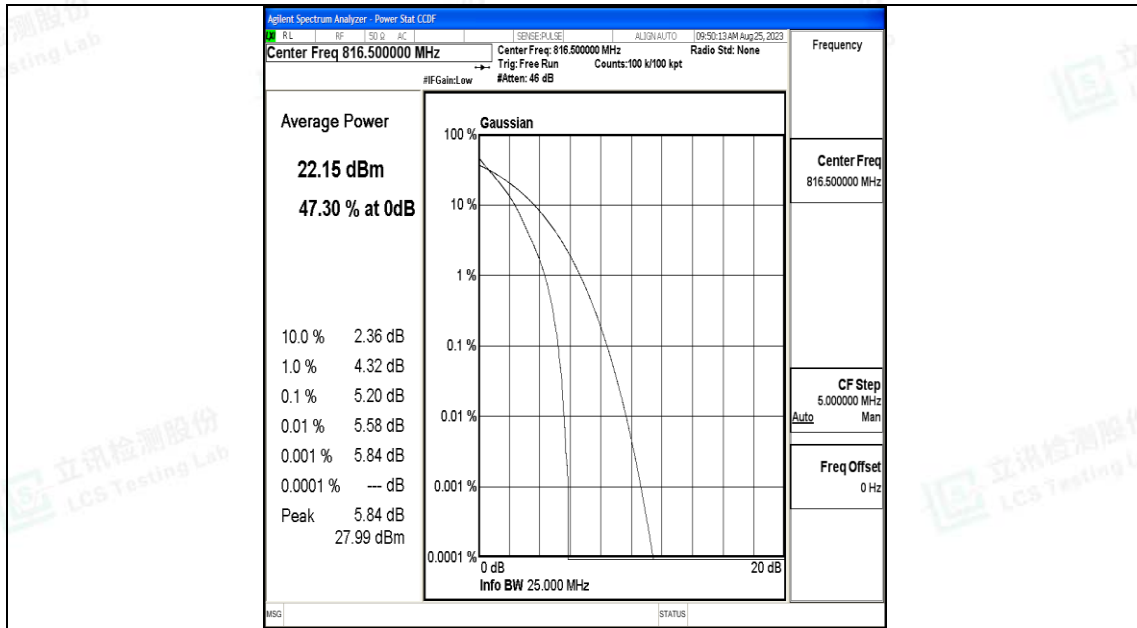 Agilent Spectrum Analyzer - Power Stat CCDF
RL RF 50 Ω AC SENSE:PULSE ALIGN AUTO 09:50:13 AM Aug 25, 2023
Center Freq 816.500000 MHz
Center Freq: 816.500000 MHz Radio Std: None
Trig: Free Run Counts:100 k/100 kpt
#IFGain:Low #Atten: 46 dB
Frequency
Average Power
22.15 dBm
47.30 % at 0dB
10.0 % 2.36 dB
1.0 % 4.32 dB
0.1 % 5.20 dB
0.01 % 5.58 dB
0.001 % 5.84 dB
0.0001 % --- dB
Peak 5.84 dB
27.99 dBm
Gaussian
100 %
10 %
1 %
0.1 %
0.01 %
0.001 %
0.0001 %
0 dB 20 dB
Info BW 25.000 MHz
Center Freq
816.500000 MHz
CF Step
5.000000 MHz
Auto Man
Freq Offset
0 Hz
MSG STATUS
立讯检测股份
LCS Testing Lab
立讯检测股份
LCS Testing L